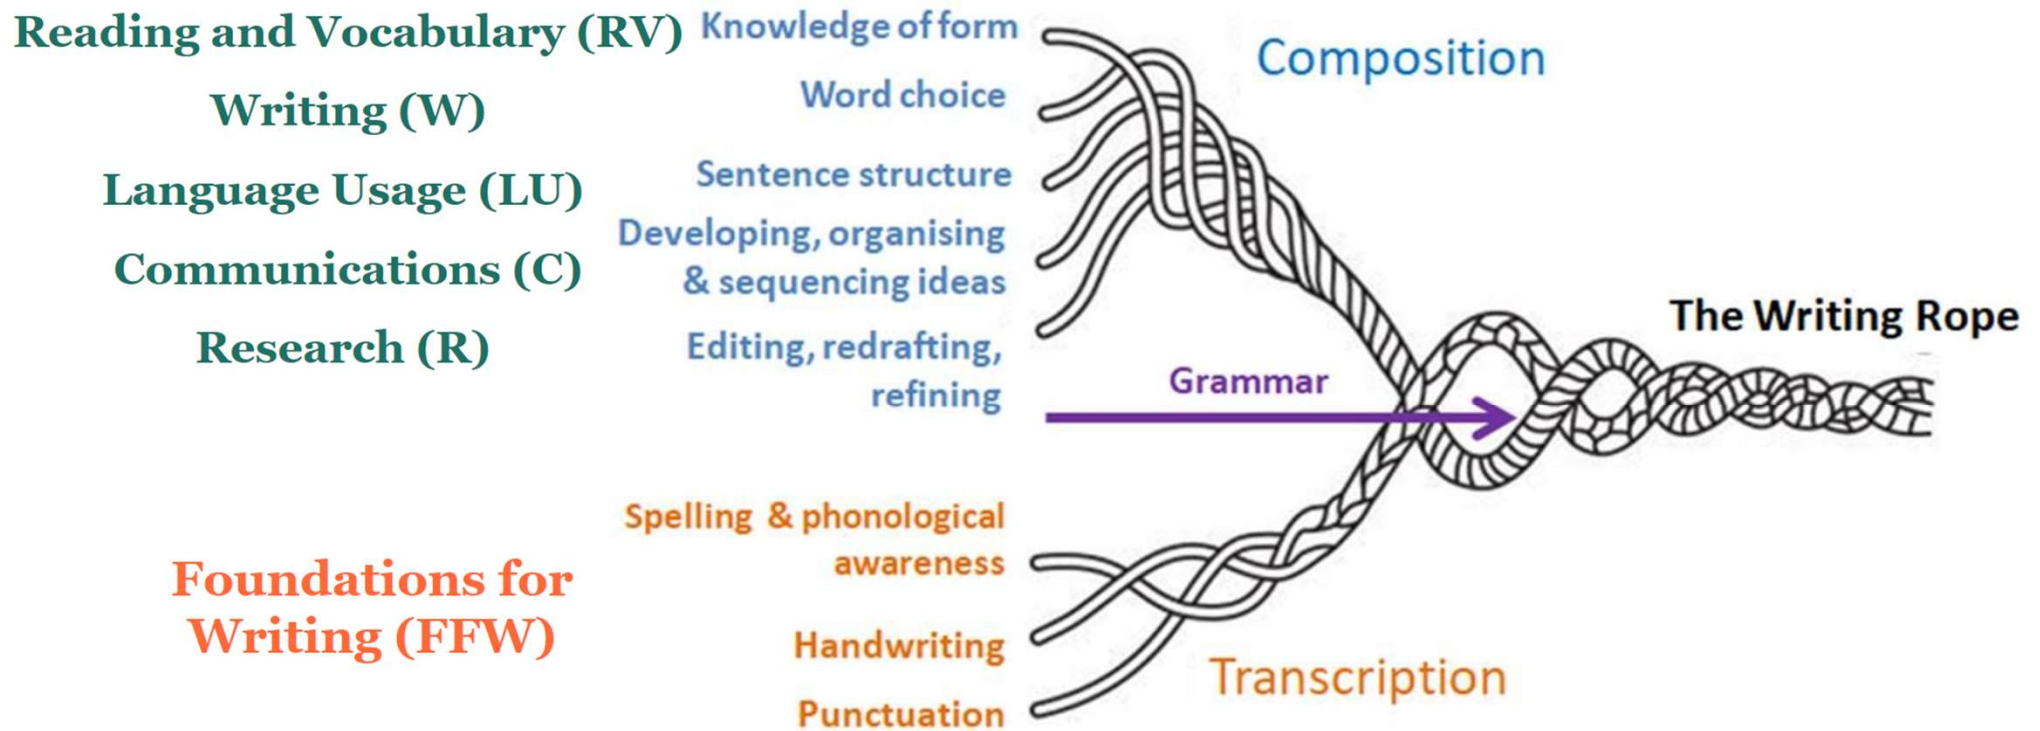 Reading and Vocabulary (RV)
Writing (W)
Language Usage (LU)
Communications (C)
Research (R)
Foundations for
Writing (FFW)
Knowledge of form
Word choice
Sentence structure
Developing, organising
& sequencing ideas
Editing, redrafting,
refining
Grammar
Spelling & phonological
awareness
Handwriting
Punctuation
Composition
The Writing Rope
Transcription